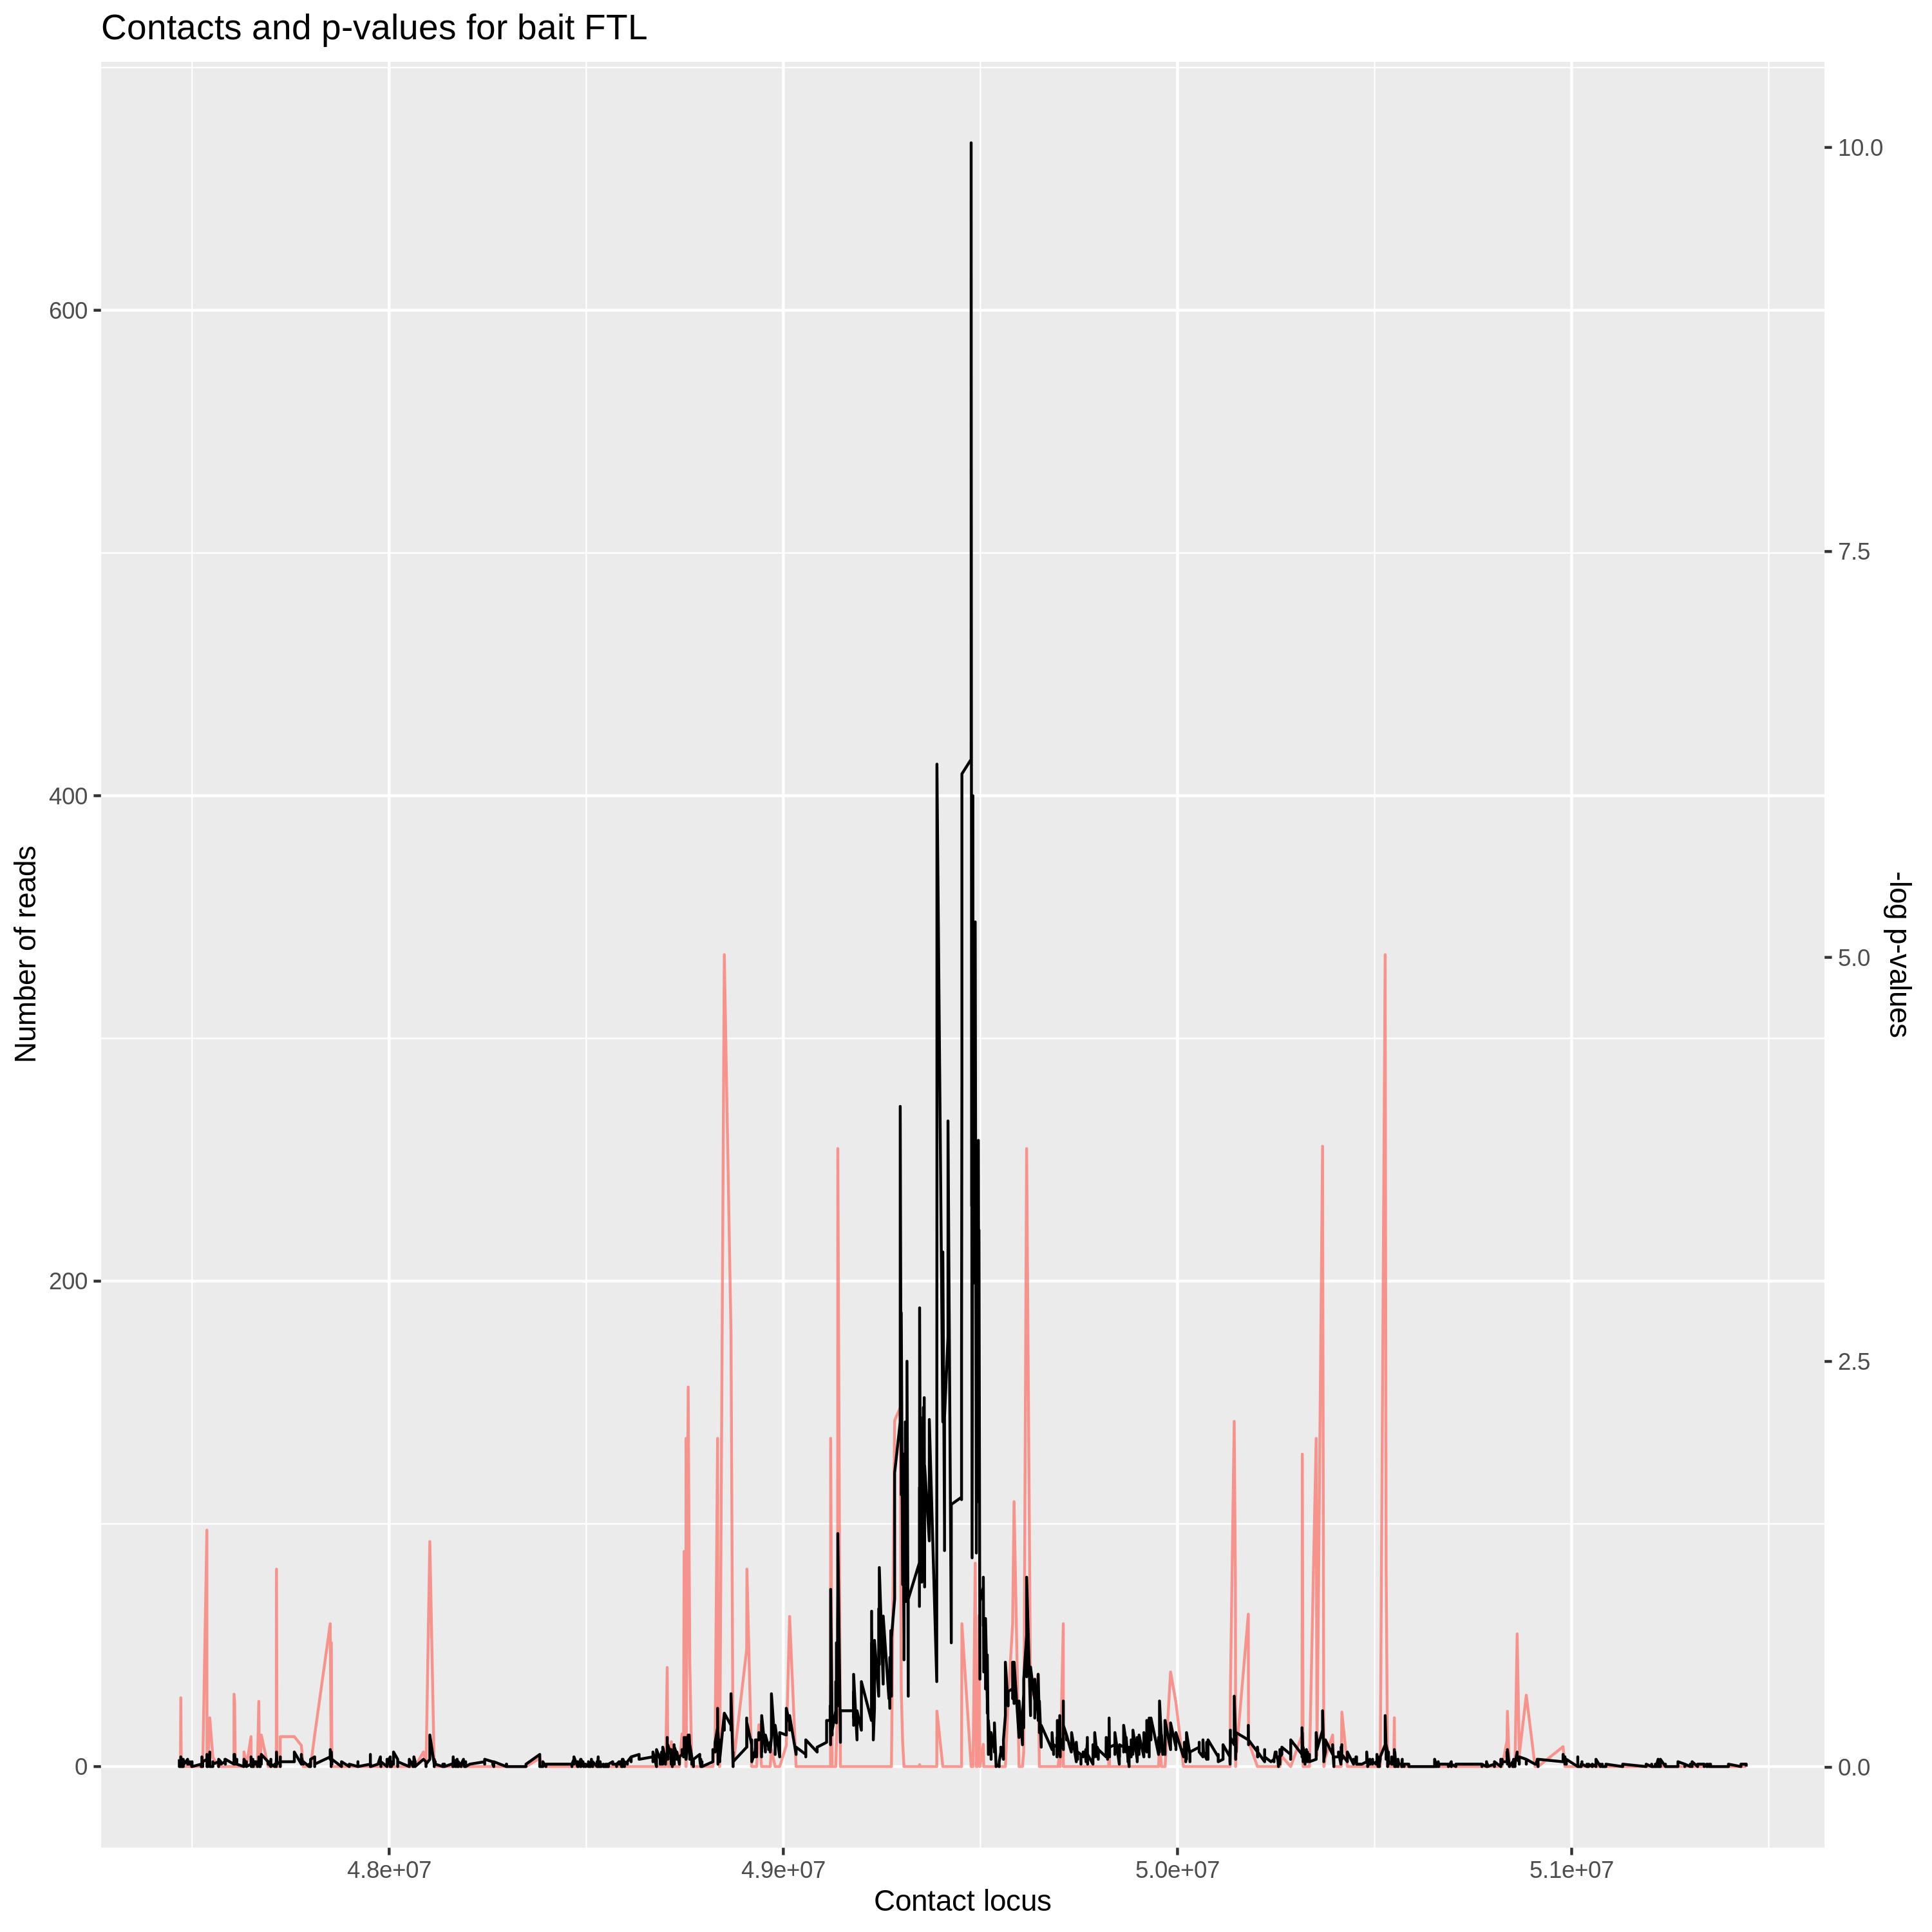 Contacts and p-values for bait FTL
600
400
200
0
10.0
7.5
5.0
2.5
0.0
Number of reads
-log p-values
4.8e+07
4.9e+07
5.0e+07
5.1e+07
Contact locus